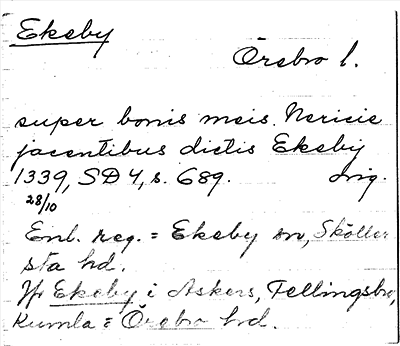 Ekeby
Örebro l.
super bonis meis. Nericie
jacentibus dictis Ekeby
1339, SD 4, s. 689. orig.
28/10
Enl. reg. = Ekeby sn, Sköller
sta hd.
Jfr Ekeby i Askers, Fellingsbro,
Kumla = Örebro hrd.